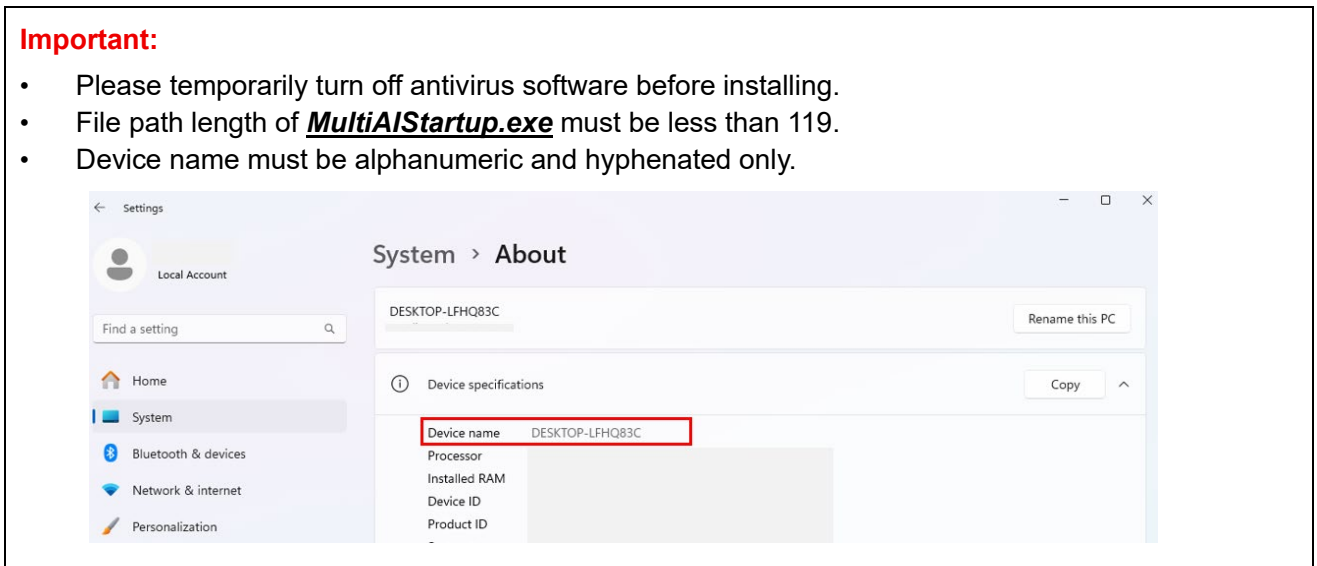 Important:
• Please temporarily turn off antivirus software before installing.
• File path length of MultiAIStartup.exe must be less than 119.
• Device name must be alphanumeric and hyphenated only.
← Settings
Local Account
System > About
DESKTOP-LFHQ83C
Rename this PC
Find a setting
Home
Device specifications
Copy
System
Device name DESKTOP-LFHQ83C
Bluetooth & devices
Processor
Installed RAM
Network & internet
Device ID
Personalization
Product ID